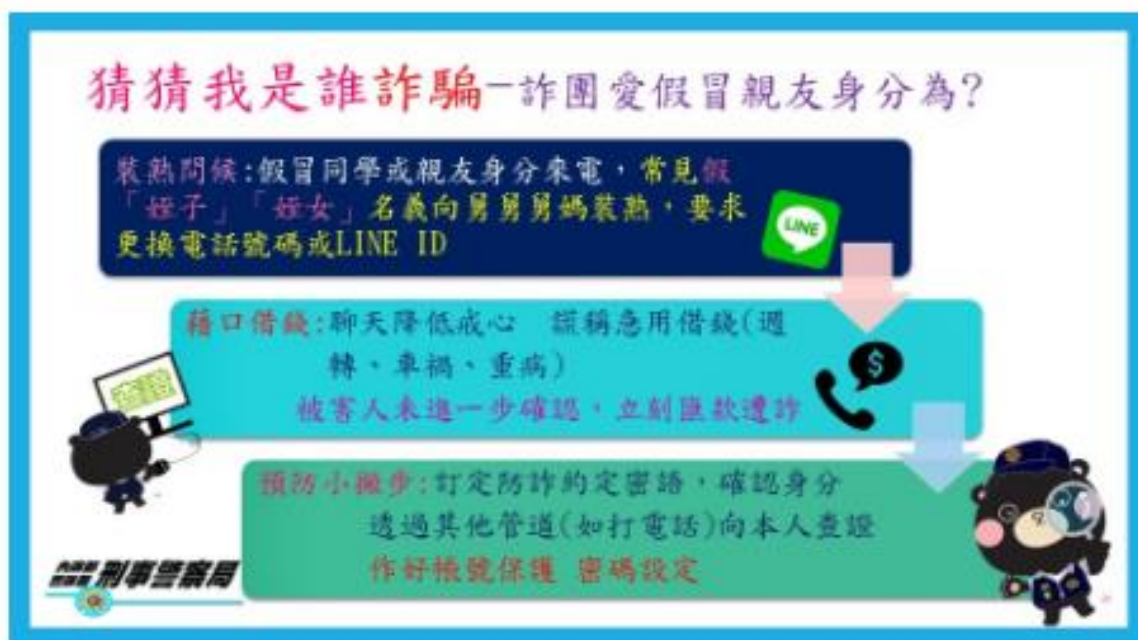 猜猜我是誰詐騙-詐團愛假冒親友身分為?
裝熟問候:假冒同學或親友身分來電,常見假
「姪子」「姪女」名義向舅舅舅媽裝熟,要求
更換電話號碼或LINE ID
LINE
藉口借錢:聊天降低戒心 謊稱急用借錢(週
轉、車禍、重病)
$
被害人未進一步確認,立刻匯款遭詐
查證
預防小撇步:訂定防詐約定密語,確認身分
透過其他管道(如打電話)向本人查證
作好帳號保護 密碼設定
刑事警察局